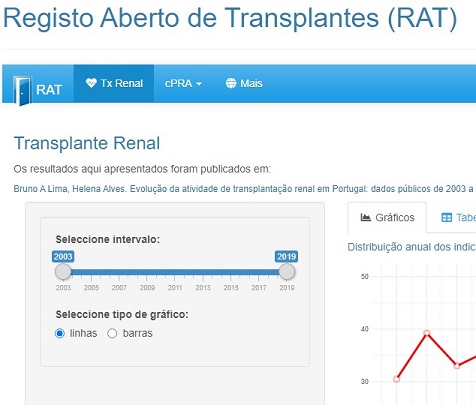 Registo Aberto de Transplantes (RAT)
RAT
Tx Renal
cPRA
Mais
Transplante Renal
Os resultados aqui apresentados foram publicados em:
Bruno A Lima, Helena Alves. Evolução da atividade de transplantação renal em Portugal: dados públicos de 2003 a
Seleccione intervalo:
2003 2019
2003 2005 2007 2009 2011 2013 2015 2017 2019
Seleccione tipo de gráfico:
linhas barras
Gráficos Tabe
Distribuição anual dos indica
50
40
30